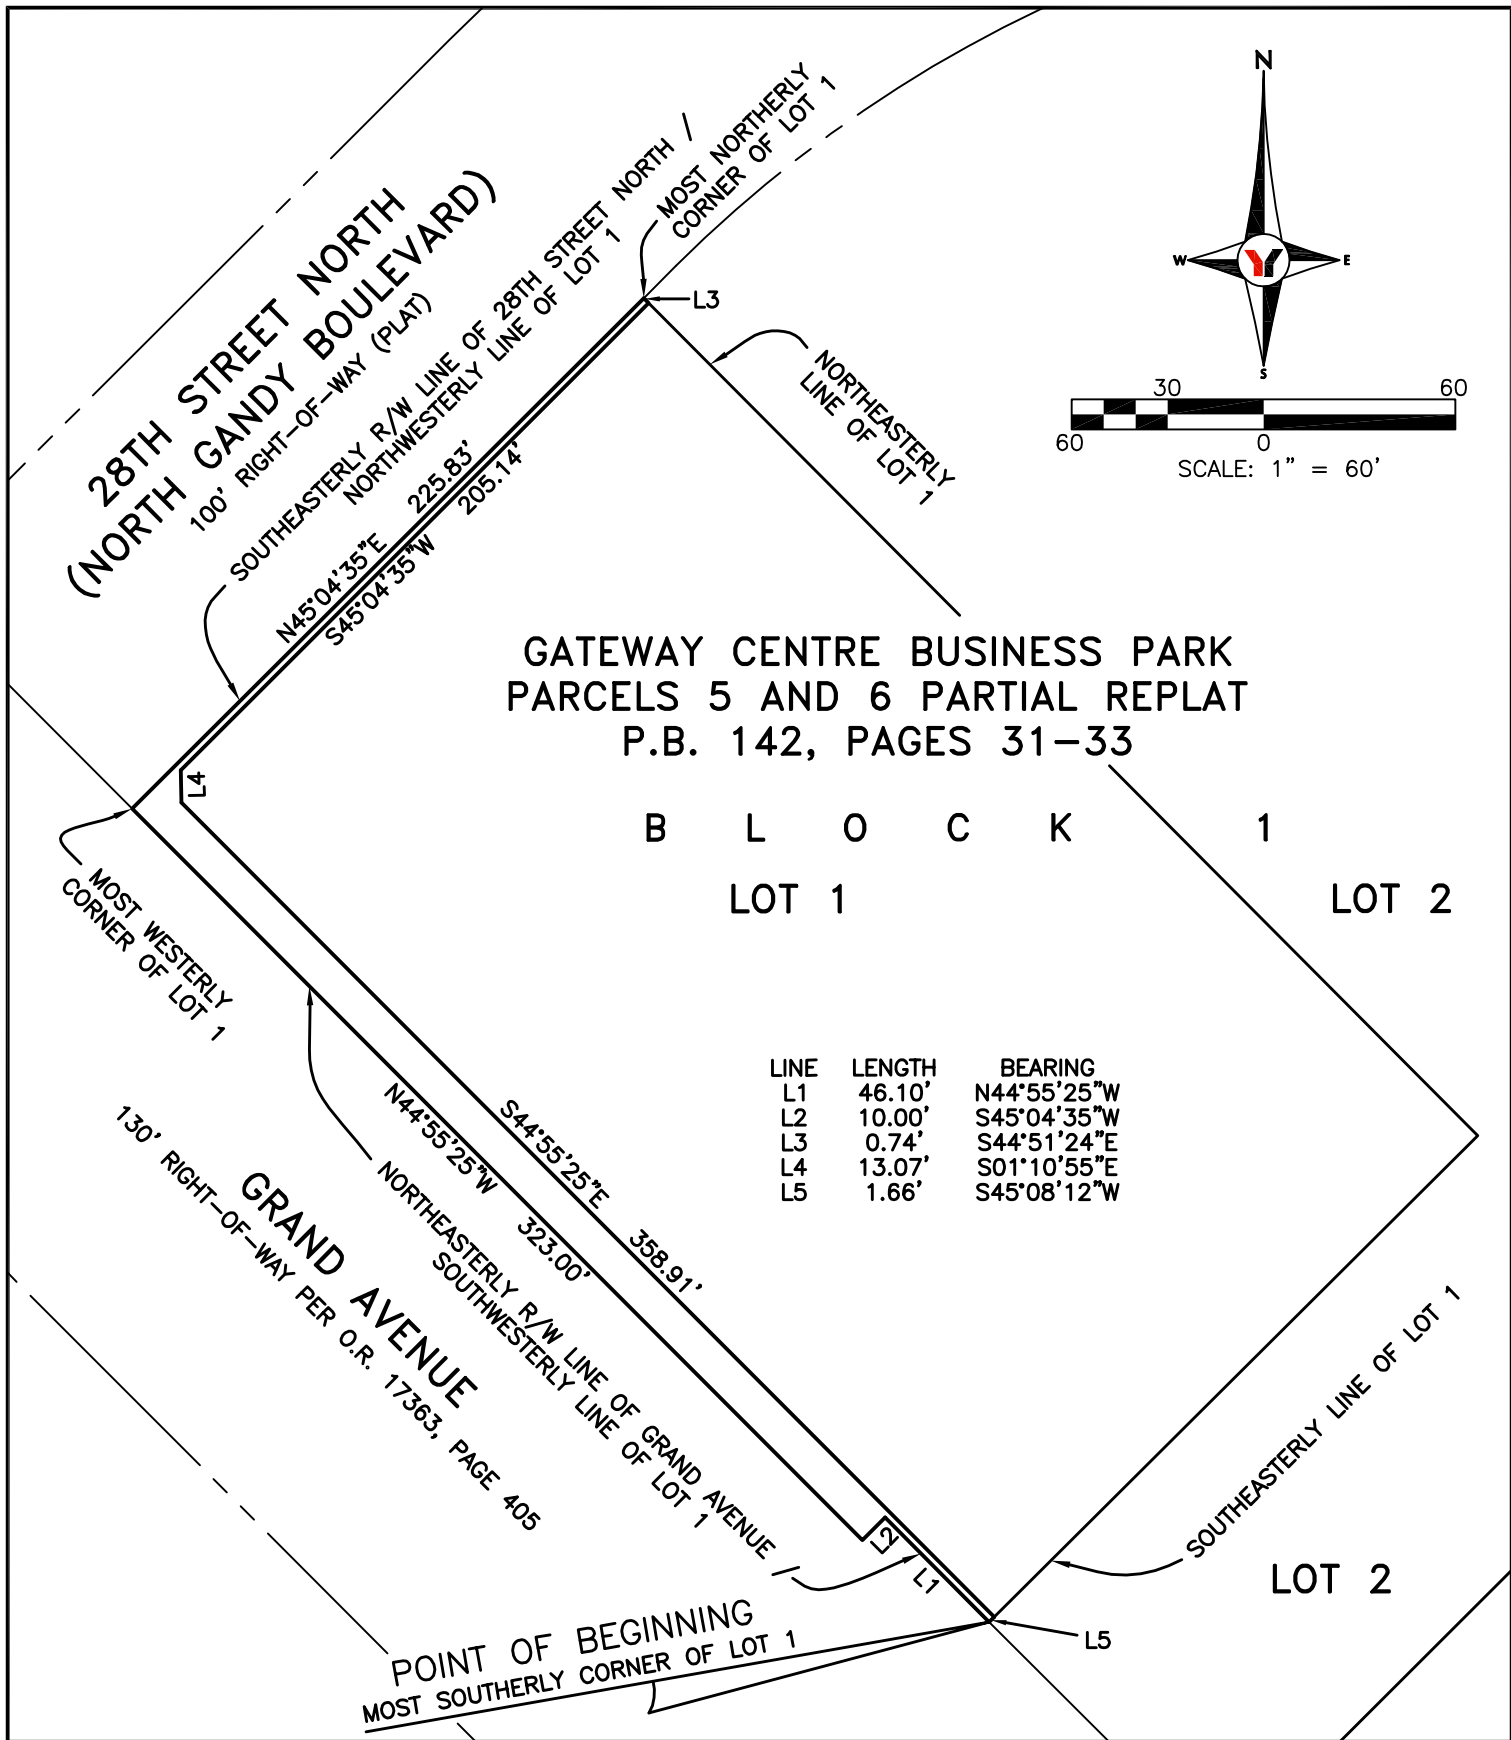 N
W
E
S
30
60
60
0
SCALE: 1" = 60'
28TH STREET NORTH
(NORTH GANDY BOULEVARD)
100' RIGHT-OF-WAY (PLAT)
SOUTHEASTERLY R/W LINE OF 28TH STREET NORTH /
NORTHWESTERLY LINE OF LOT 1
MOST NORTHERLY
CORNER OF LOT 1
L3
NORTHEASTERLY
LINE OF LOT 1
N45°04'35"E 225.83'
S45°04'35"W 205.14'
GATEWAY CENTRE BUSINESS PARK
PARCELS 5 AND 6 PARTIAL REPLAT
P.B. 142, PAGES 31-33
BLOCK 1
LOT 1
LOT 2
L4
MOST WESTERLY
CORNER OF LOT 1
LINE LENGTH BEARING
L1 46.10' N44°55'25"W
L2 10.00' S45°04'35"W
L3 0.74' S44°51'24"E
L4 13.07' S01°10'55"E
L5 1.66' S45°08'12"W
S44°55'25"E 358.91'
N44°55'25"W 323.00'
NORTHEASTERLY R/W LINE OF GRAND AVENUE /
SOUTHWESTERLY LINE OF LOT 1
GRAND AVENUE
130' RIGHT-OF-WAY PER O.R. 17363, PAGE 405
SOUTHEASTERLY LINE OF LOT 1
LOT 2
L2
L1
L5
POINT OF BEGINNING
MOST SOUTHERLY CORNER OF LOT 1